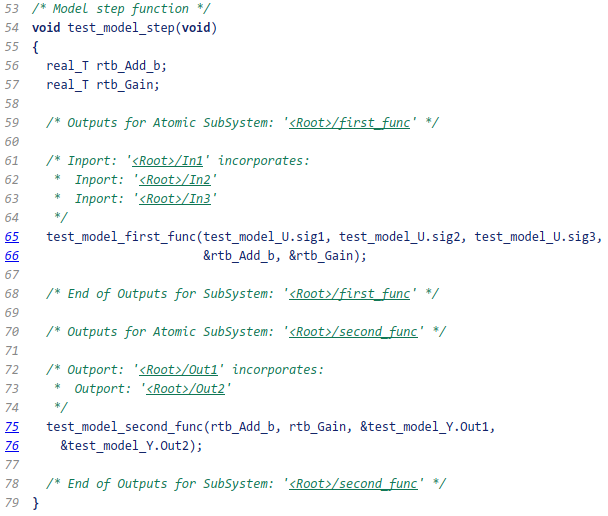 53 /* Model step function */
54 void test_model_step(void)
55 {
56   real_T rtb_Add_b;
57   real_T rtb_Gain;
58
59   /* Outputs for Atomic SubSystem: '<Root>/first_func' */
60
61   /* Inport: '<Root>/In1' incorporates:
62    *  Inport: '<Root>/In2'
63    *  Inport: '<Root>/In3'
64    */
65   test_model_first_func(test_model_U.sig1, test_model_U.sig2, test_model_U.sig3,
66                         &rtb_Add_b, &rtb_Gain);
67
68   /* End of Outputs for SubSystem: '<Root>/first_func' */
69
70   /* Outputs for Atomic SubSystem: '<Root>/second_func' */
71
72   /* Outport: '<Root>/Out1' incorporates:
73    *  Outport: '<Root>/Out2'
74    */
75   test_model_second_func(rtb_Add_b, rtb_Gain, &test_model_Y.Out1,
76     &test_model_Y.Out2);
77
78   /* End of Outputs for SubSystem: '<Root>/second_func' */
79 }